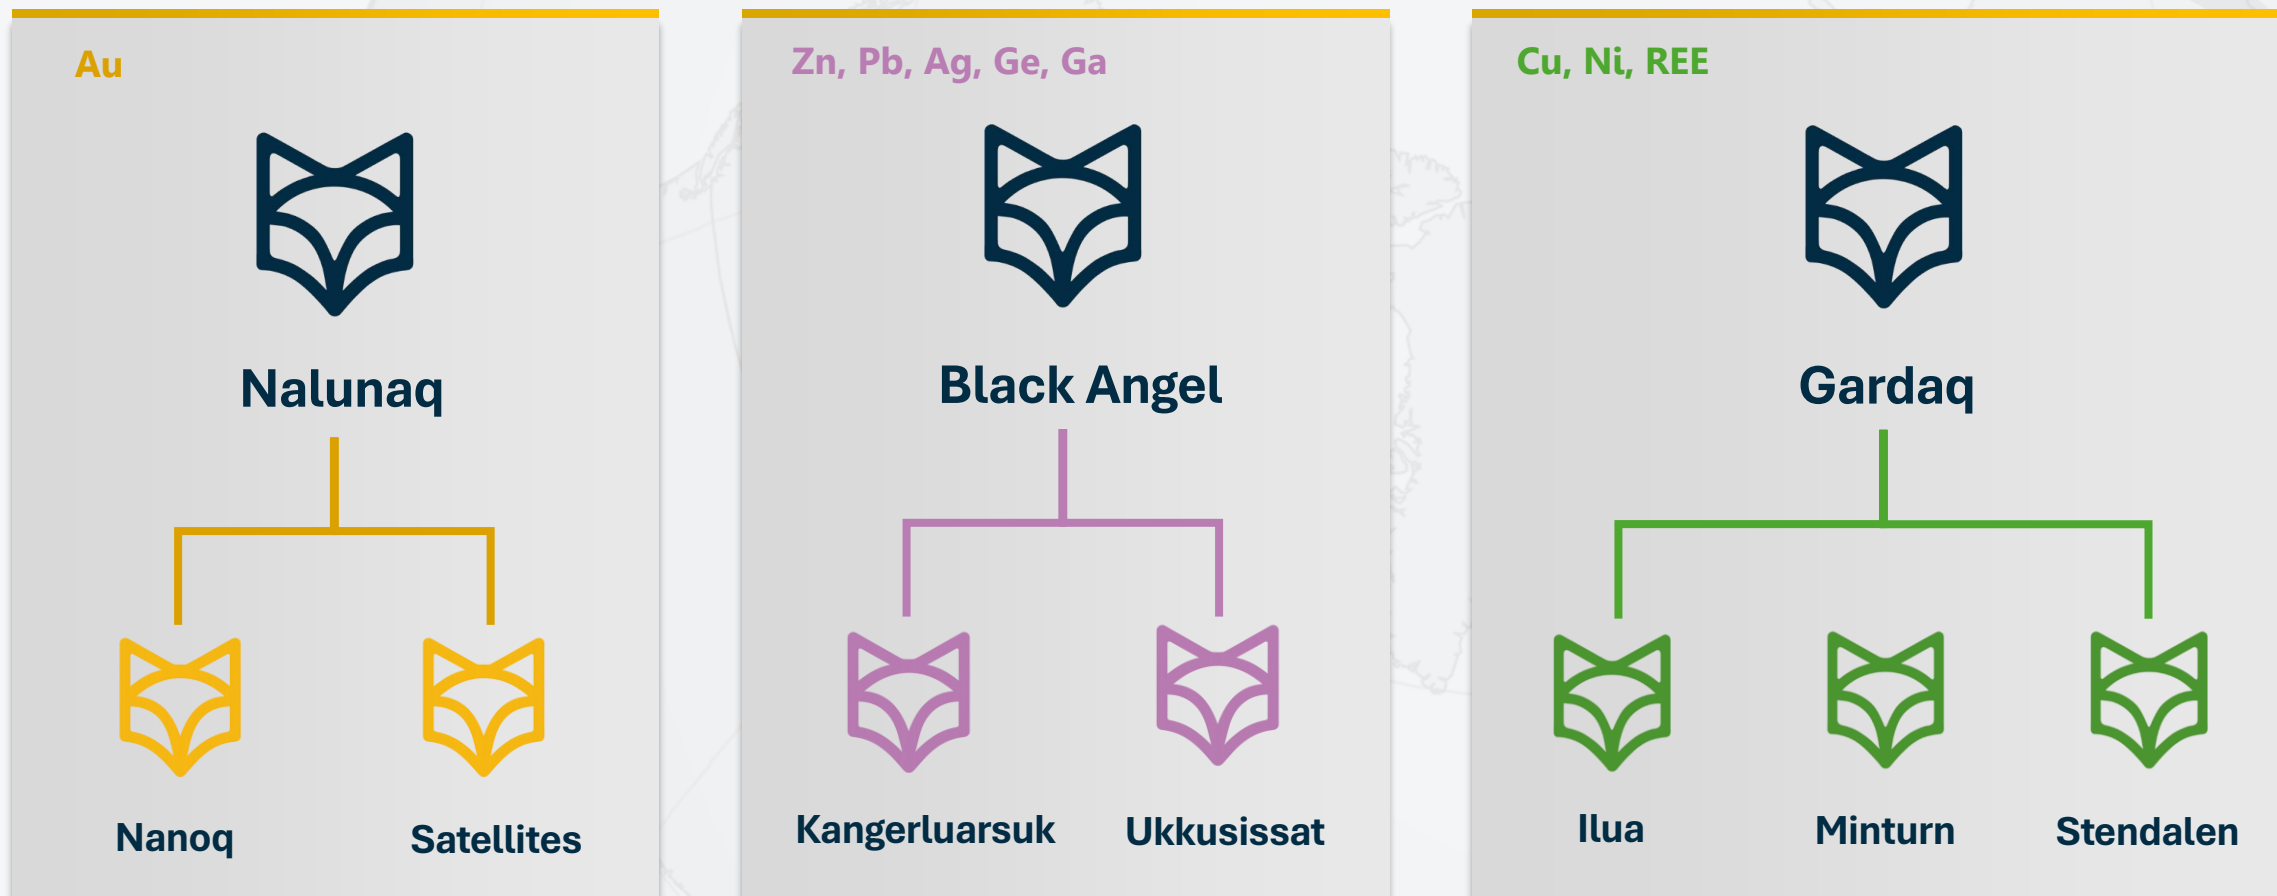 Au
Nalunaq
Nanoq
Satellites
Zn, Pb, Ag, Ge, Ga
Black Angel
Kangerluarsuk
Ukkusissat
Cu, Ni, REE
Gardaq
Ilua
Minturn
Stendalen